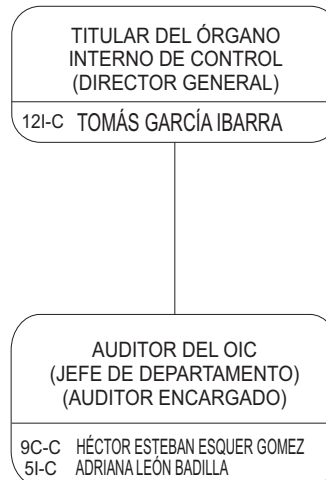 TITULAR DEL ÓRGANO
INTERNO DE CONTROL
(DIRECTOR GENERAL)
12I-C TOMÁS GARCÍA IBARRA
AUDITOR DEL OIC
(JEFE DE DEPARTAMENTO)
(AUDITOR ENCARGADO)
9C-C HÉCTOR ESTEBAN ESQUER GOMEZ
5I-C ADRIANA LEÓN BADILLA